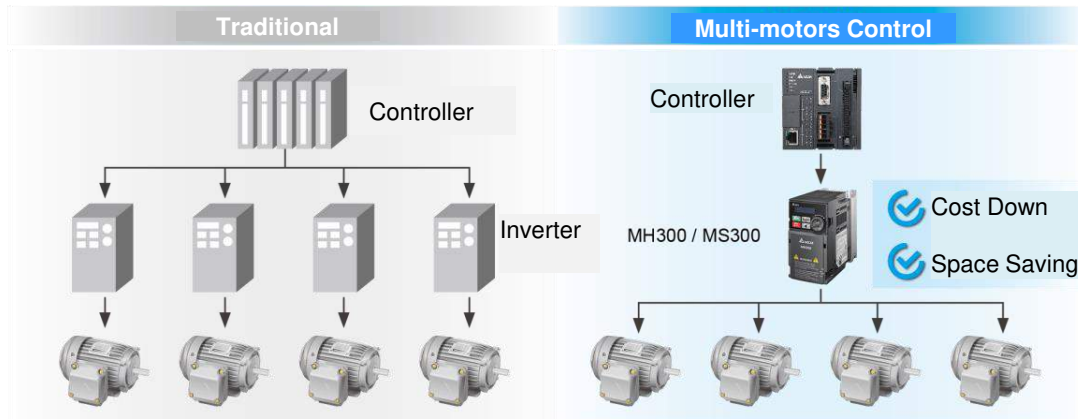 Traditional
Multi-motors Control
Controller
Inverter
Controller
MH300 / MS300
Cost Down
Space Saving